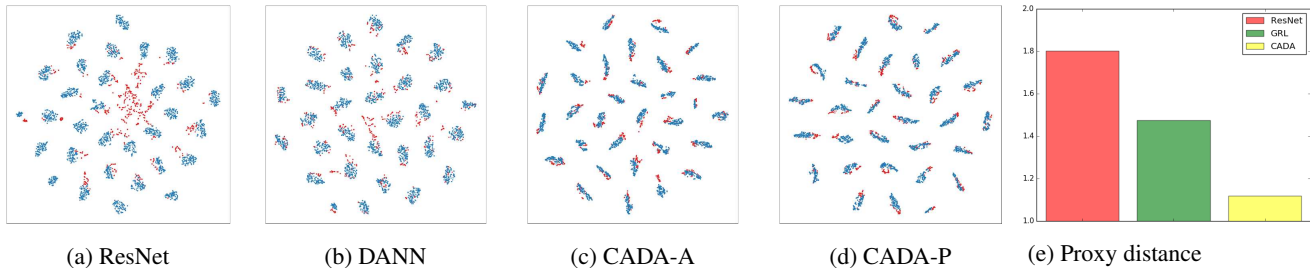 2.0
1.8
1.6
1.4
1.2
1.0
ResNet
GRL
CADA
(a) ResNet
(b) DANN
(c) CADA-A
(d) CADA-P
(e) Proxy distance